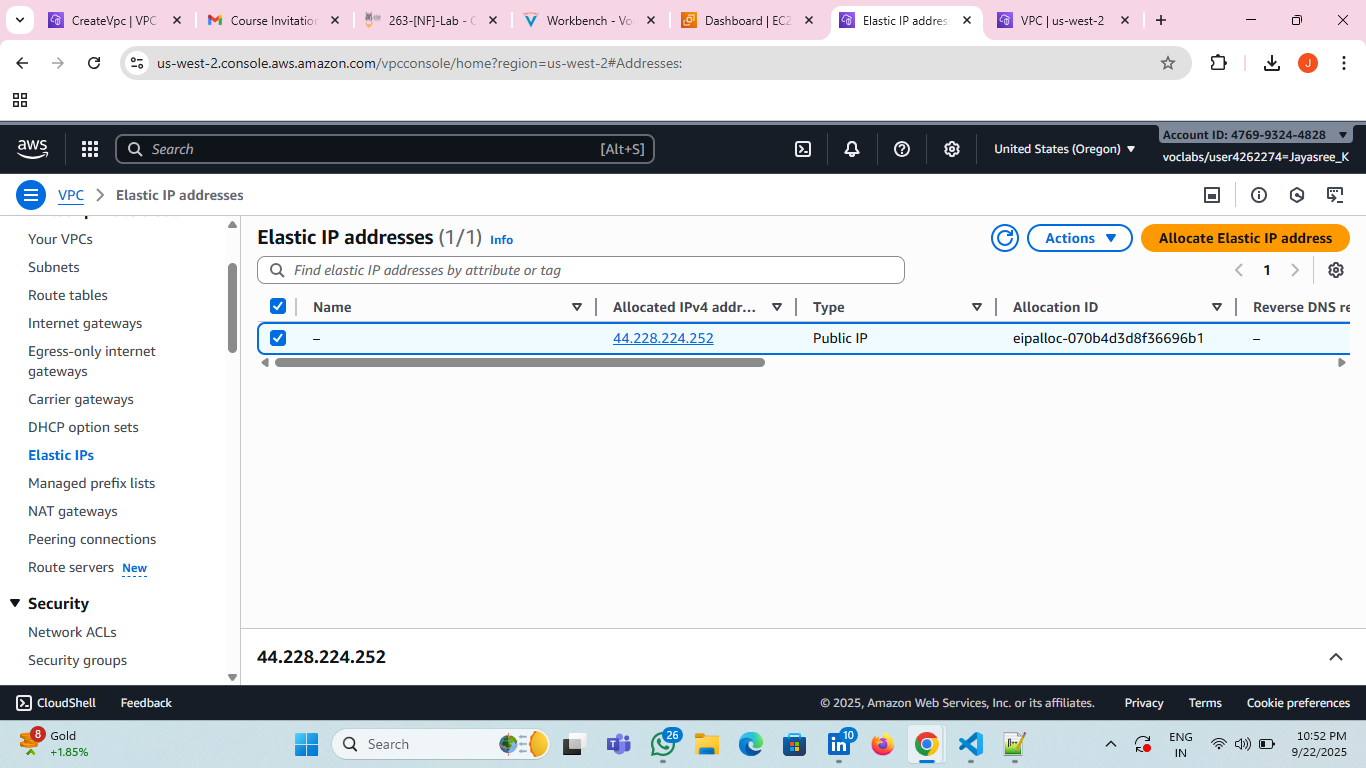 CreateVpc | VPC
Course Invitation
263-[NF]-Lab - C
Workbench - Vo
Dashboard | EC2
Elastic IP addres
VPC | us-west-2
us-west-2.console.aws.amazon.com/vpcconsole/home?region=us-west-2#Addresses:
J
aws
Search [Alt+S]
United States (Oregon)
Account ID: 4769-9324-4828
voclabs/user4262274=Jayasree_K
VPC > Elastic IP addresses
Your VPCs
Subnets
Route tables
Internet gateways
Egress-only internet
gateways
Carrier gateways
DHCP option sets
Elastic IPs
Managed prefix lists
NAT gateways
Peering connections
Route servers New
Security
Network ACLs
Security groups
Elastic IP addresses (1/1) Info
Actions
Allocate Elastic IP address
Find elastic IP addresses by attribute or tag
1
Name Allocated IPv4 addr... Type Allocation ID Reverse DNS re
– 44.228.224.252 Public IP eipalloc-070b4d3d8f36696b1 –
44.228.224.252
CloudShell Feedback © 2025, Amazon Web Services, Inc. or its affiliates. Privacy Terms Cookie preferences
8
Gold
+1.85%
Search
26
10
ENG
IN
10:52 PM
9/22/2025